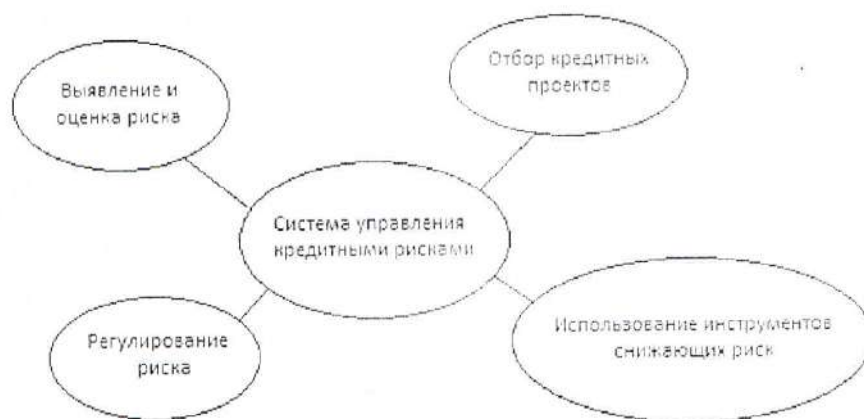 Выявление и
оценка риска
Отбор кредитных
проектов
Система управления
кредитными рисками
Регулирование
риска
Использование инструментов
снижающих риск